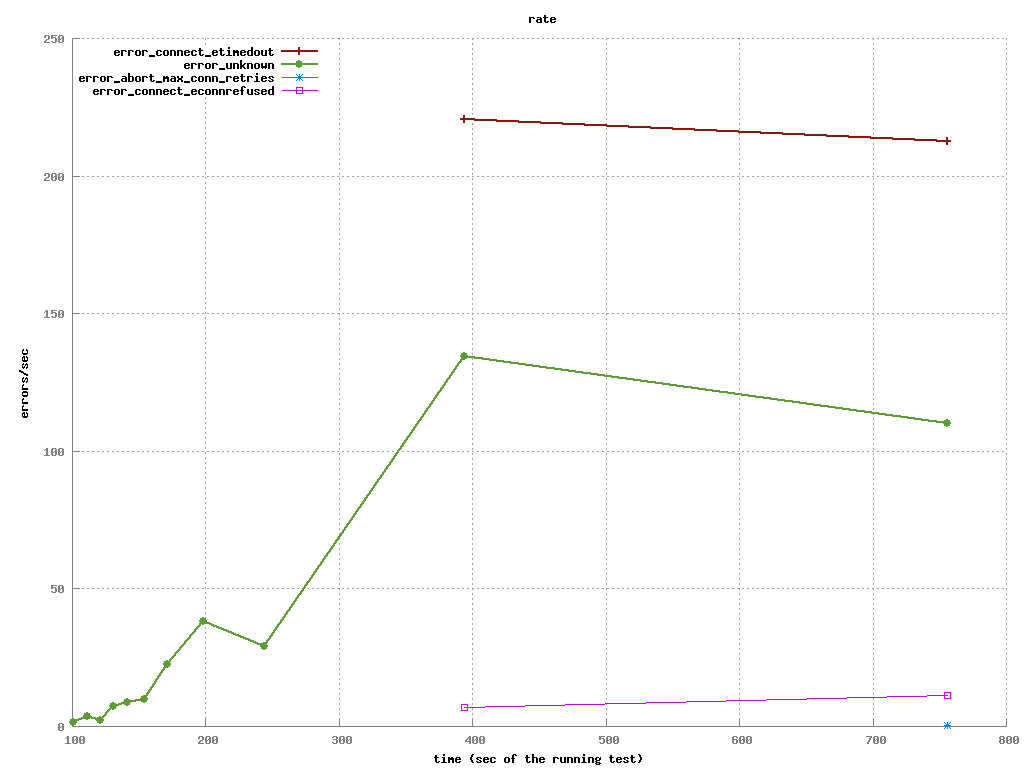 rate
error_connect_etimedout
error_unknown
error_abort_max_conn_retries
error_connect_econnrefused
250
200
150
100
50
0
errors/sec
100 200 300 400 500 600 700 800
time (sec of the running test)